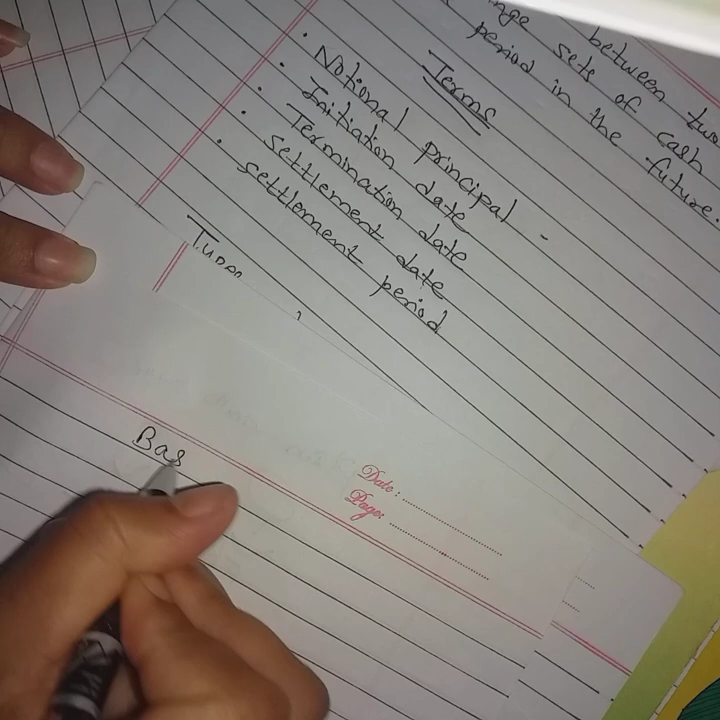 nge sets of cash
between two
period in the future.
Terms
• Notional principal -
• Initiation date
• Termination date
• settlement date
• settlement period
Bas
Date:
Page: